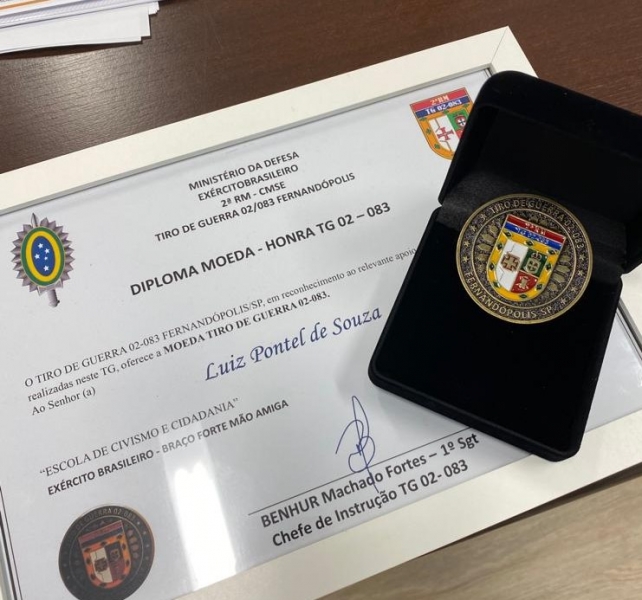 MINISTÉRIO DA DEFESA
EXÉRCITOBRASILEIRO
2ª RM - CMSE
TIRO DE GUERRA 02/083 FERNANDÓPOLIS
2ª RM
TG 02-083
DIPLOMA MOEDA - HONRA TG 02 – 083
O TIRO DE GUERRA 02-083 FERNANDÓPOLIS/SP, em reconhecimento ao relevante apoio
realizadas neste TG, oferece a MOEDA TIRO DE GUERRA 02-083.
Ao Senhor (a)
Luiz Pontel de Souza
"ESCOLA DE CIVISMO E CIDADANIA"
EXÉRCITO BRASILEIRO - BRAÇO FORTE MÃO AMIGA
BENHUR Machado Fortes – 1º Sgt
Chefe de Instrução TG 02- 083
TIRO DE GUERRA 02-083
FERNANDÓPOLIS-SP